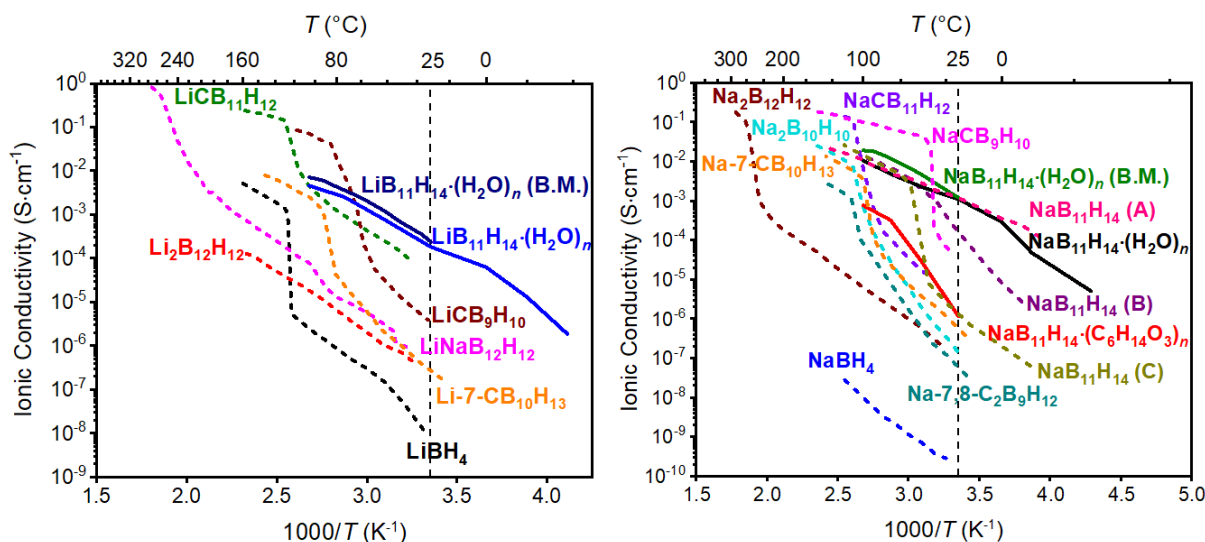 T (°C)
320 240 160 80 25 0
10⁰
10⁻¹
10⁻²
10⁻³
10⁻⁴
10⁻⁵
10⁻⁶
10⁻⁷
10⁻⁸
10⁻⁹
Ionic Conductivity (S·cm⁻¹)
LiCB₁₁H₁₂
LiB₁₁H₁₄·(H₂O)ₙ (B.M.)
LiB₁₁H₁₄·(H₂O)ₙ
Li₂B₁₂H₁₂
LiCB₉H₁₀
LiNaB₁₂H₁₂
Li-7-CB₁₀H₁₃
LiBH₄
1.5 2.0 2.5 3.0 3.5 4.0
1000/T (K⁻¹)
T (°C)
300 200 100 25 0
10⁰
10⁻¹
10⁻²
10⁻³
10⁻⁴
10⁻⁵
10⁻⁶
10⁻⁷
10⁻⁸
10⁻⁹
10⁻¹⁰
Ionic Conductivity (S·cm⁻¹)
Na₂B₁₂H₁₂
NaCB₁₁H₁₂
Na₂B₁₀H₁₀
NaCB₉H₁₀
Na-7-CB₁₀H₁₃
NaB₁₁H₁₄·(H₂O)ₙ (B.M.)
NaB₁₁H₁₄ (A)
NaB₁₁H₁₄·(H₂O)ₙ
NaB₁₁H₁₄ (B)
NaB₁₁H₁₄·(C₆H₁₄O₃)ₙ
NaBH₄
NaB₁₁H₁₄ (C)
Na-7,8-C₂B₉H₁₂
1.5 2.0 2.5 3.0 3.5 4.0 4.5 5.0
1000/T (K⁻¹)